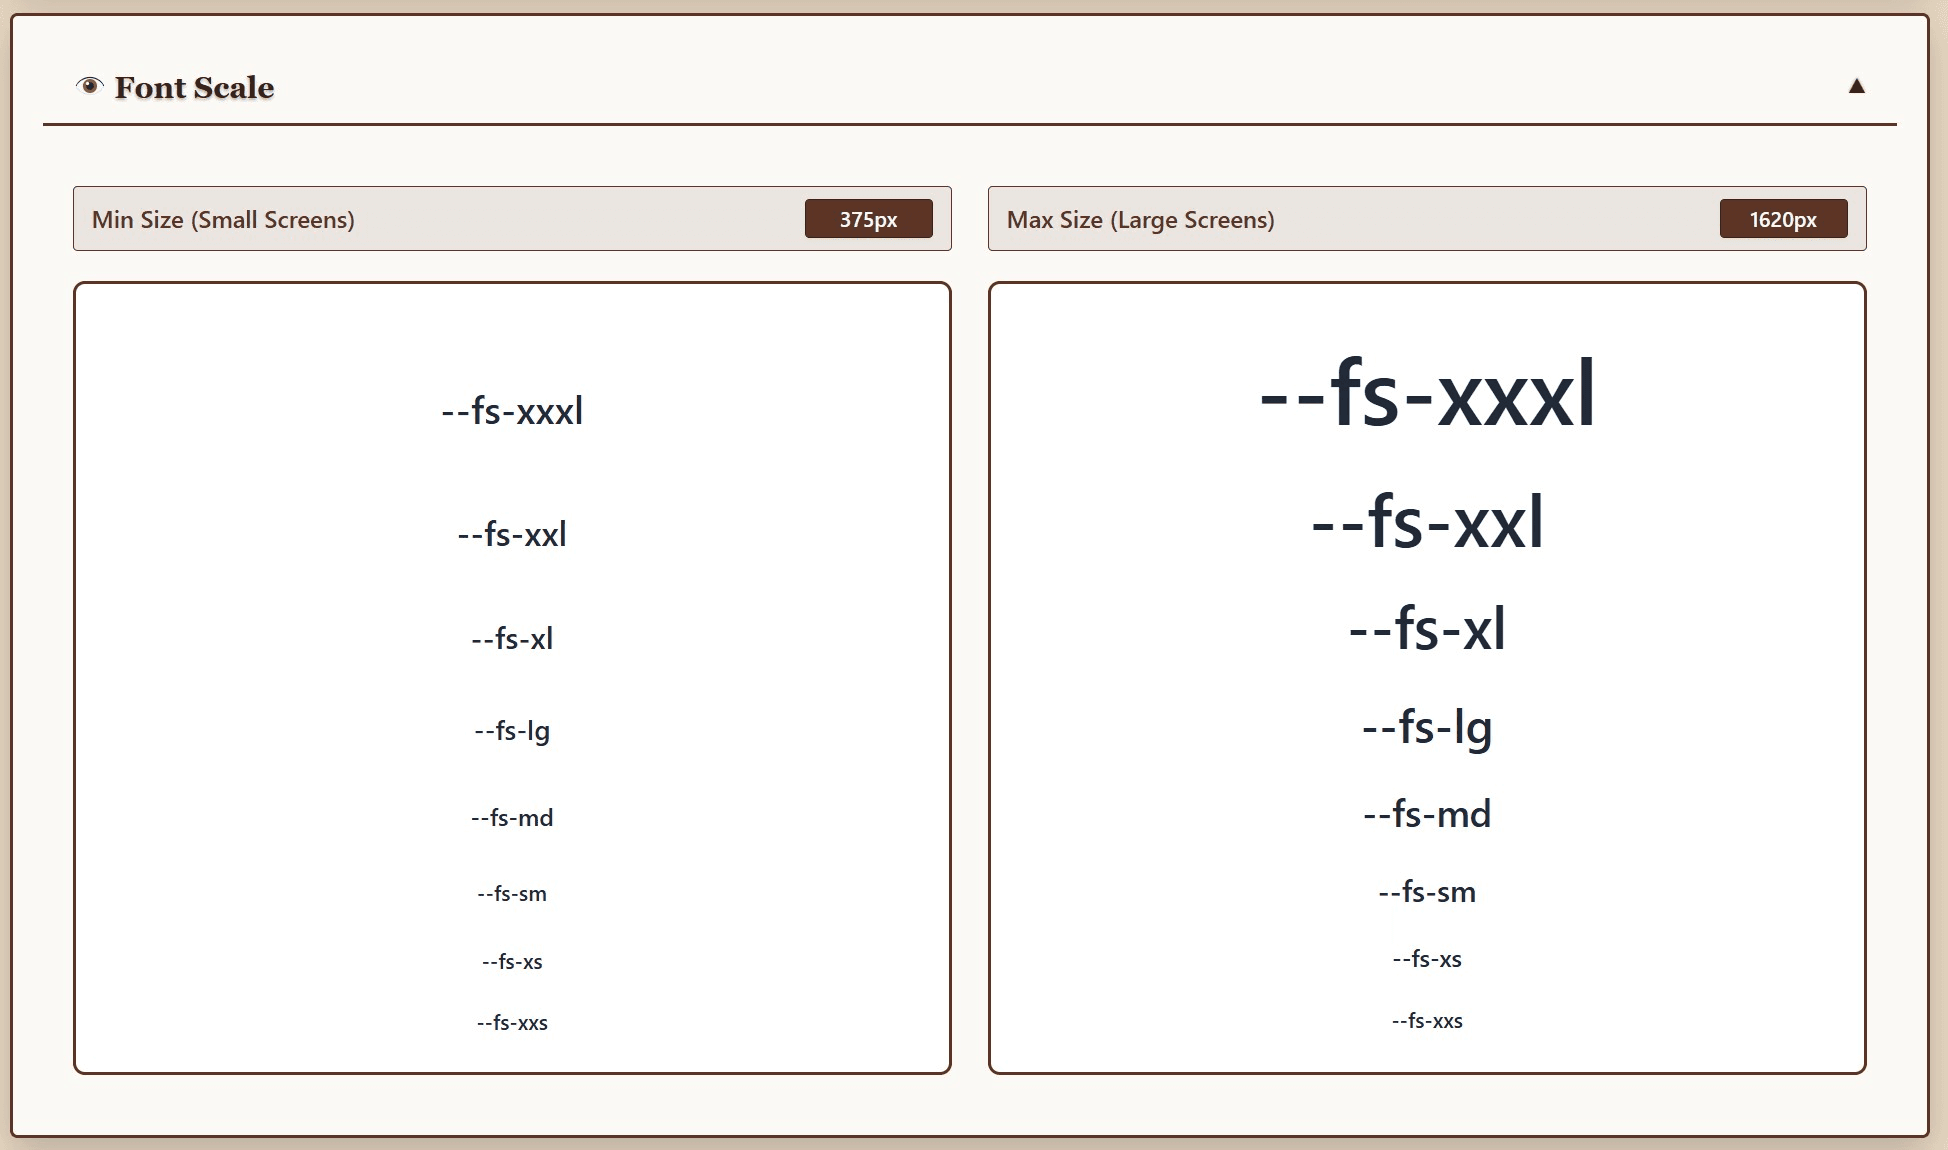 Font Scale
Min Size (Small Screens) 375px
--fs-xxxl
--fs-xxl
--fs-xl
--fs-lg
--fs-md
--fs-sm
--fs-xs
--fs-xxs
Max Size (Large Screens) 1620px
--fs-xxxl
--fs-xxl
--fs-xl
--fs-lg
--fs-md
--fs-sm
--fs-xs
--fs-xxs